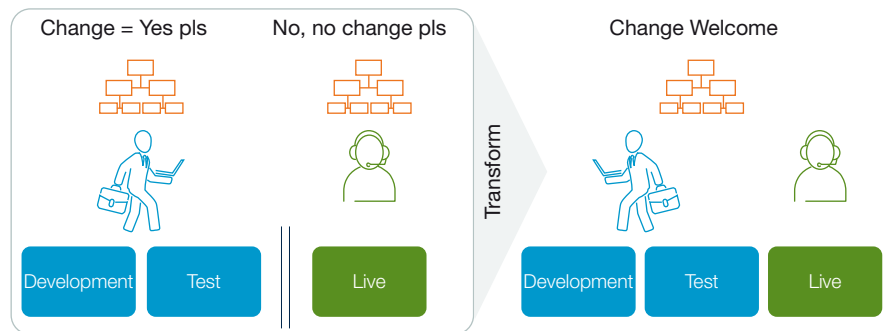 Change = Yes pls
No, no change pls
Change Welcome
Transform
Development
Test
Live
Development
Test
Live